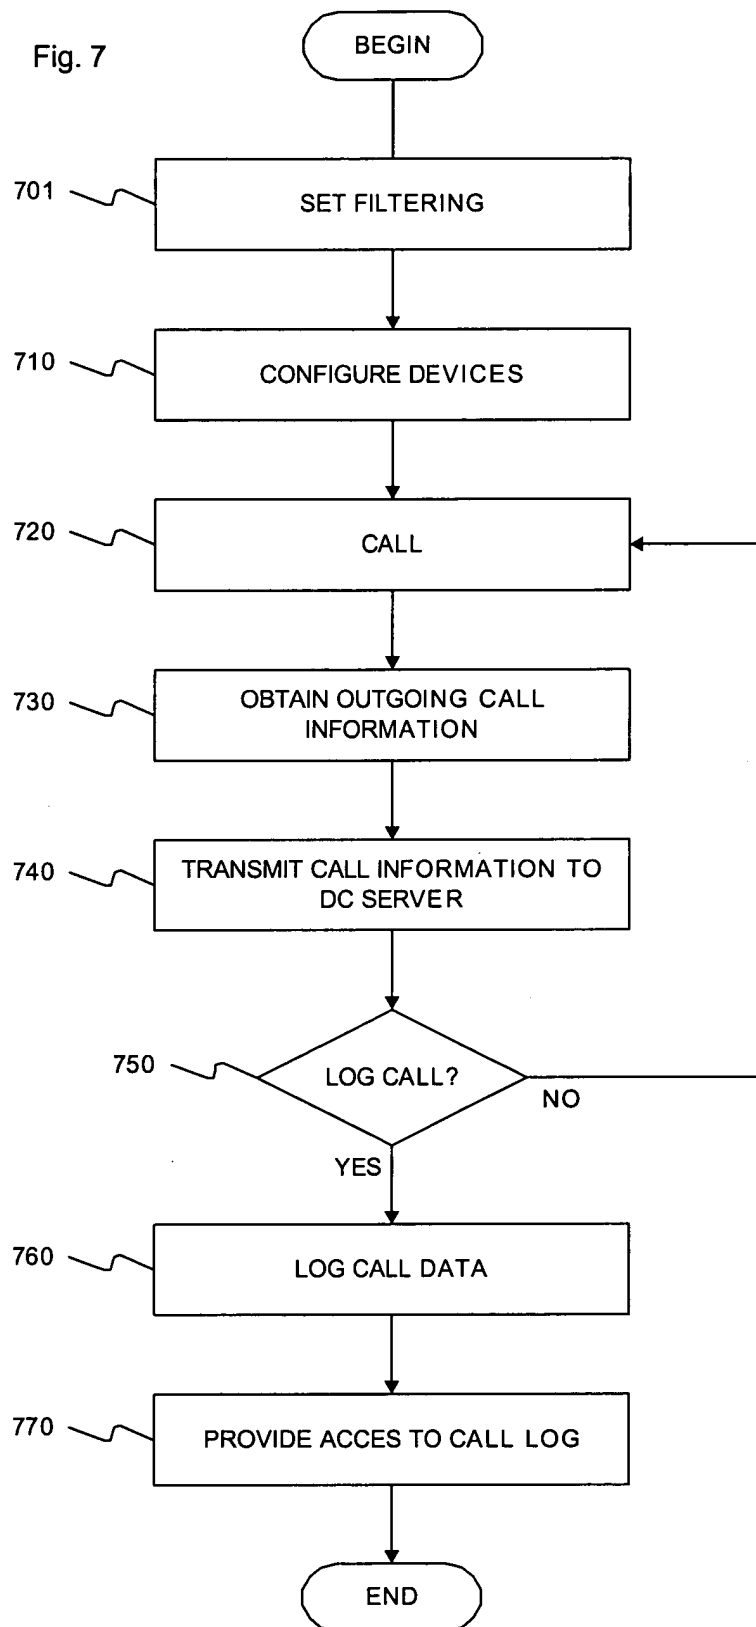 Fig. 7
BEGIN
701
SET FILTERING
710
CONFIGURE DEVICES
720
CALL
730
OBTAIN OUTGOING CALL
INFORMATION
740
TRANSMIT CALL INFORMATION TO
DC SERVER
750
LOG CALL?
NO
YES
760
LOG CALL DATA
770
PROVIDE ACCES TO CALL LOG
END